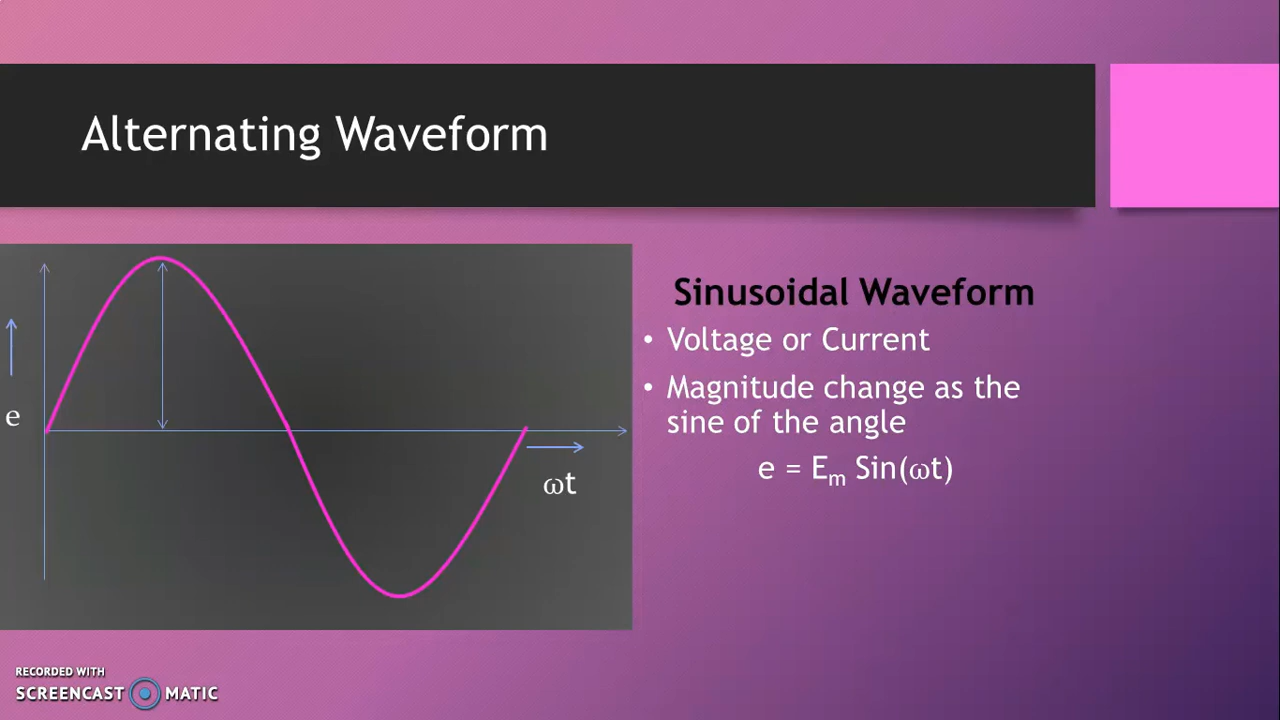 Alternating Waveform
Sinusoidal Waveform
• Voltage or Current
• Magnitude change as the
sine of the angle
e = Eₘ Sin(ωt)
e
ωt
RECORDED WITH
SCREENCAST MATIC